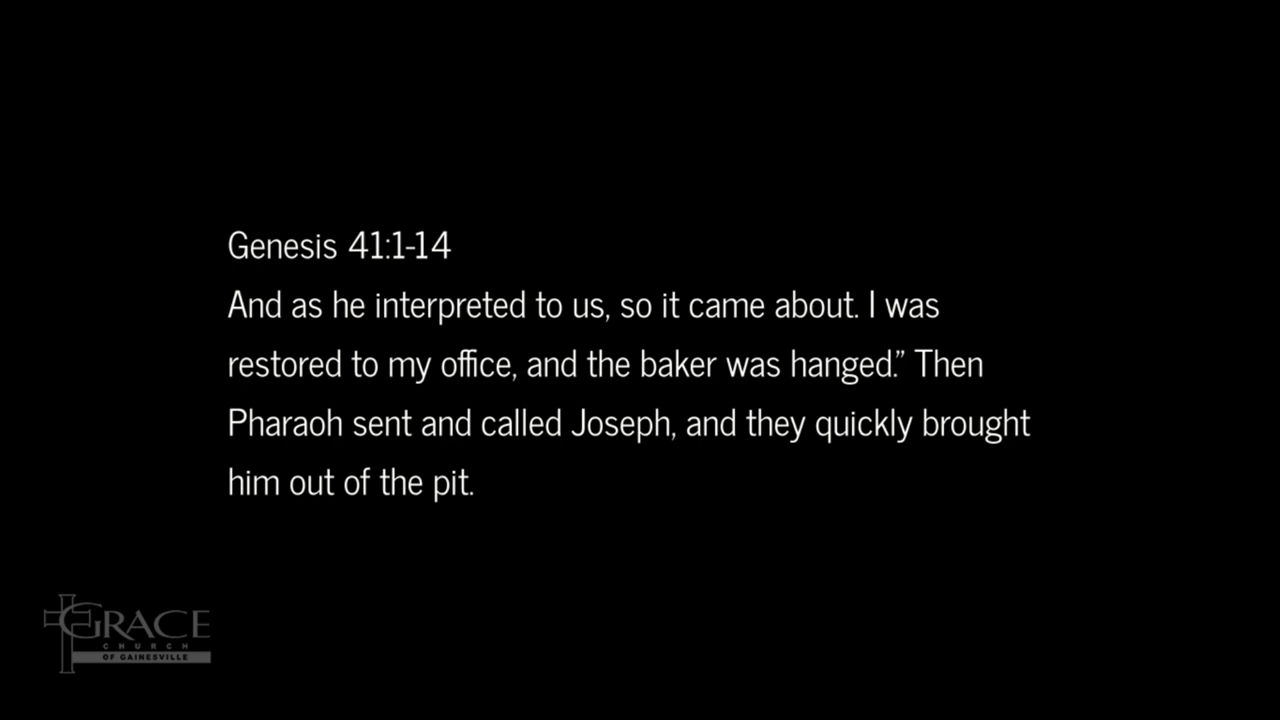 Genesis 41:1-14
And as he interpreted to us, so it came about. I was
restored to my office, and the baker was hanged.” Then
Pharaoh sent and called Joseph, and they quickly brought
him out of the pit.
GRACE
CHURCH
OF GAINESVILLE